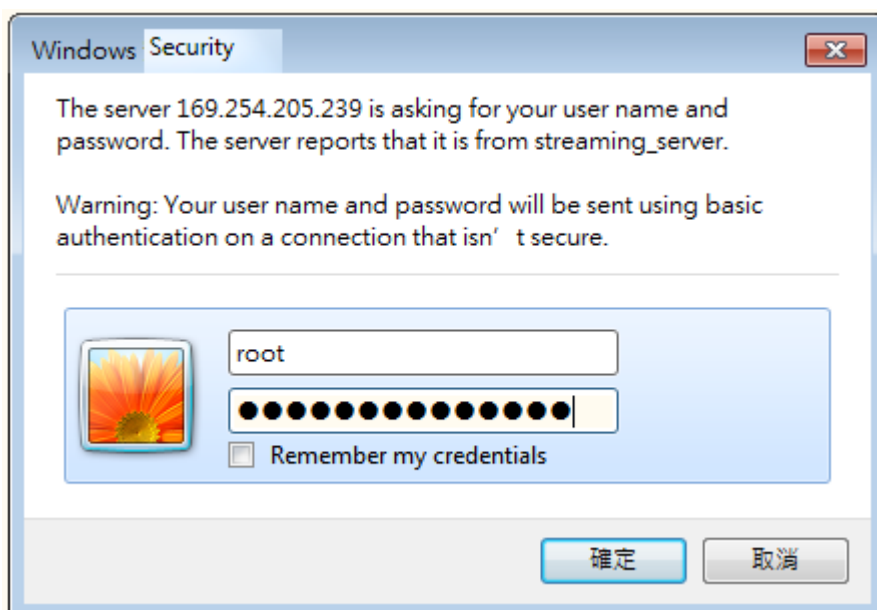 Windows Security
The server 169.254.205.239 is asking for your user name and
password. The server reports that it is from streaming_server.
Warning: Your user name and password will be sent using basic
authentication on a connection that isn’ t secure.
root
●●●●●●●●●●●●●●
Remember my credentials
確定 取消